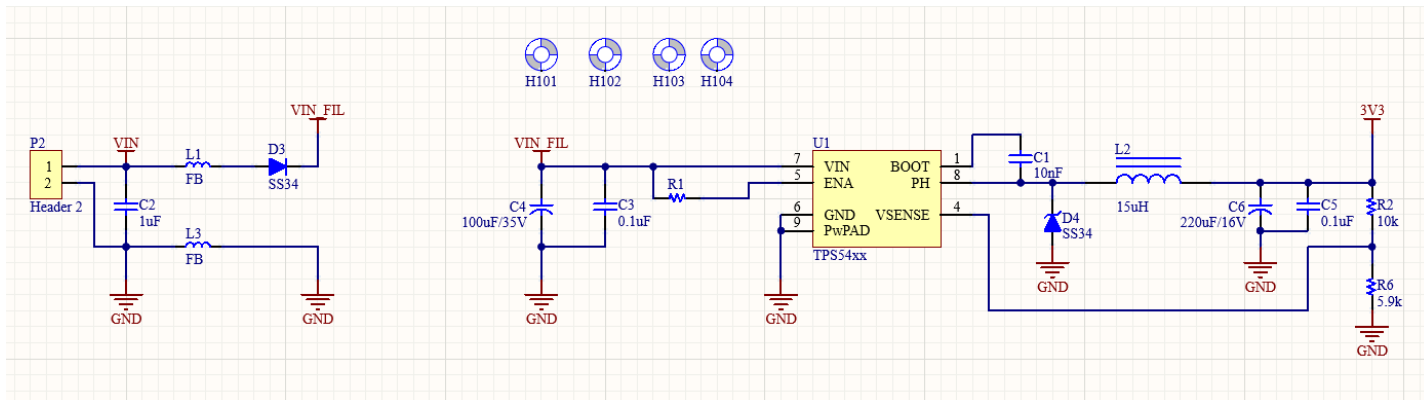 H101
H102
H103
H104
VIN_FIL
3V3
P2
VIN
VIN_FIL
U1
L1
D3
L2
1
2
FB
SS34
7
VIN
BOOT
1
C1
10nF
5
ENA
PH
8
R1
15uH
Header 2
C2
1uF
C4
100uF/35V
C3
0.1uF
6
GND
VSENSE
4
9
PwPAD
D4
SS34
C6
220uF/16V
C5
0.1uF
R2
10k
L3
FB
TPS54xx
GND
GND
R6
5.9k
GND
GND
GND
GND
GND